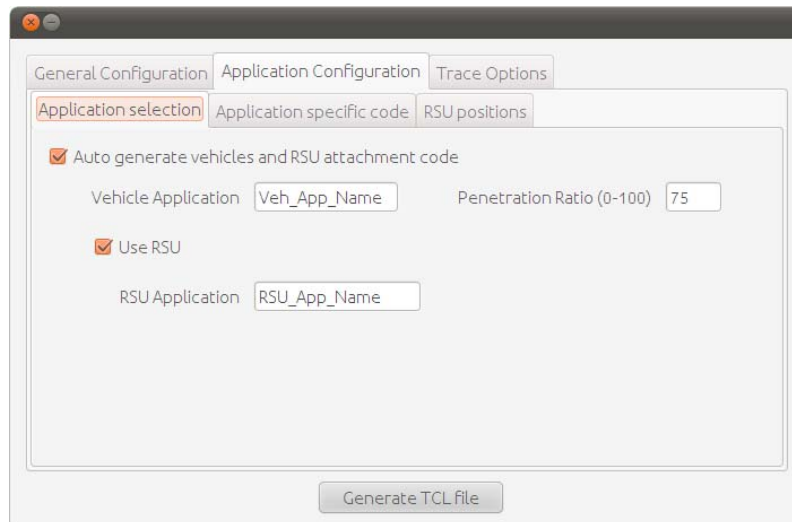 General Configuration Application Configuration Trace Options
Application selection Application specific code RSU positions
Auto generate vehicles and RSU attachment code
Vehicle Application Veh_App_Name Penetration Ratio (0-100) 75
Use RSU
RSU Application RSU_App_Name
Generate TCL file